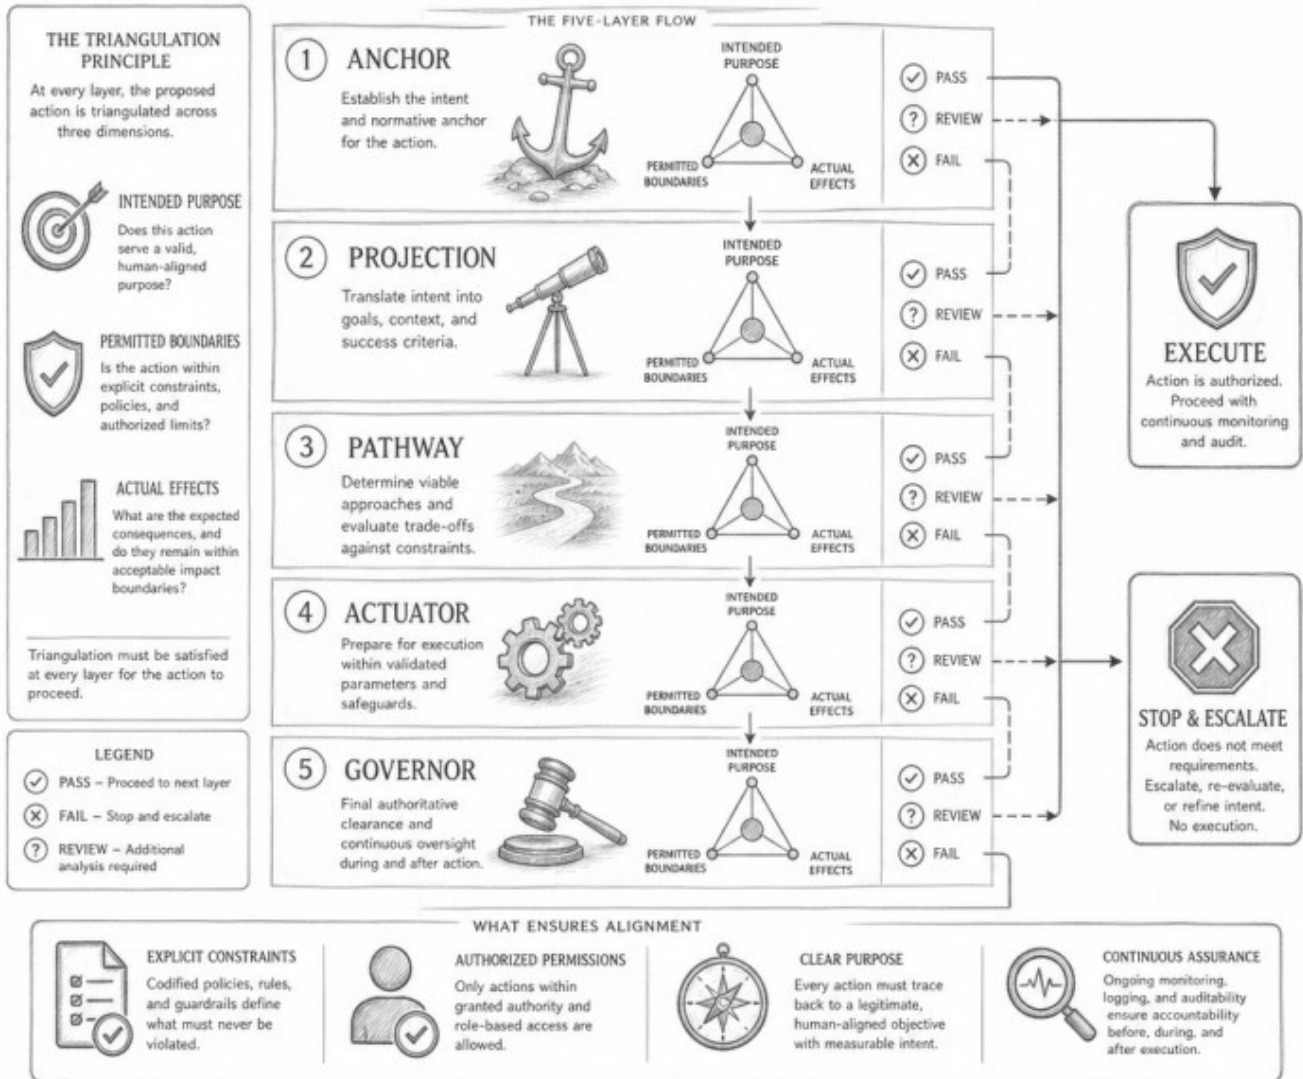 THE TRIANGULATION
PRINCIPLE
At every layer, the proposed
action is triangulated across
three dimensions.
INTENDED PURPOSE
Does this action
serve a valid,
human-aligned
purpose?
PERMITTED BOUNDARIES
Is the action within
explicit constraints,
policies, and
authorized limits?
ACTUAL EFFECTS
What are the expected
consequences, and
do they remain within
acceptable impact
boundaries?
Triangulation must be satisfied
at every layer for the action to
proceed.
LEGEND
PASS – Proceed to next layer
FAIL – Stop and escalate
? REVIEW – Additional
analysis required
THE FIVE-LAYER FLOW
1 ANCHOR
Establish the intent
and normative anchor
for the action.
INTENDED
PURPOSE
PERMITTED
BOUNDARIES
ACTUAL
EFFECTS
PASS
? REVIEW
FAIL
2 PROJECTION
Translate intent into
goals, context, and
success criteria.
INTENDED
PURPOSE
PERMITTED
BOUNDARIES
ACTUAL
EFFECTS
PASS
? REVIEW
FAIL
3 PATHWAY
Determine viable
approaches and
evaluate trade-offs
against constraints.
INTENDED
PURPOSE
PERMITTED
BOUNDARIES
ACTUAL
EFFECTS
PASS
? REVIEW
FAIL
4 ACTUATOR
Prepare for execution
within validated
parameters and
safeguards.
INTENDED
PURPOSE
PERMITTED
BOUNDARIES
ACTUAL
EFFECTS
PASS
? REVIEW
FAIL
5 GOVERNOR
Final authoritative
clearance and
continuous oversight
during and after action.
INTENDED
PURPOSE
PERMITTED
BOUNDARIES
ACTUAL
EFFECTS
PASS
? REVIEW
FAIL
EXECUTE
Action is authorized.
Proceed with
continuous monitoring
and audit.
STOP & ESCALATE
Action does not meet
requirements.
Escalate, re-evaluate,
or refine intent.
No execution.
WHAT ENSURES ALIGNMENT
EXPLICIT CONSTRAINTS
Codified policies, rules,
and guardrails define
what must never be
violated.
AUTHORIZED PERMISSIONS
Only actions within
granted authority and
role-based access are
allowed.
CLEAR PURPOSE
Every action must trace
back to a legitimate,
human-aligned objective
with measurable intent.
CONTINUOUS ASSURANCE
Ongoing monitoring,
logging, and auditability
ensure accountability
before, during, and
after execution.